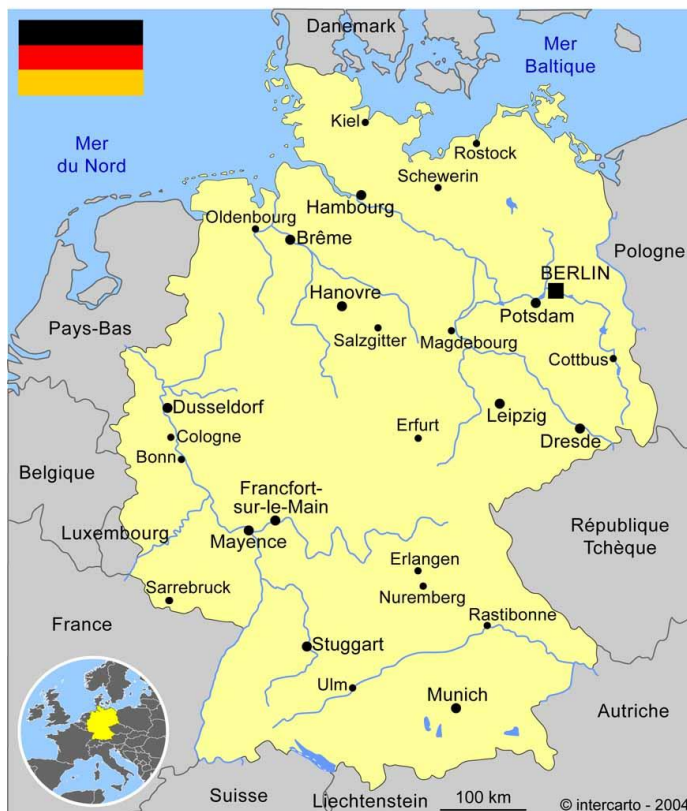 Danemark
Mer
Baltique
Mer
du Nord
Kiel
Rostock
Schewerin
Hambourg
Oldenbourg
Brême
Pologne
BERLIN
Hanovre
Potsdam
Pays-Bas
Salzgitter
Magdebourg
Cottbus
Dusseldorf
Leipzig
Cologne
Erfurt
Dresde
Bonn
Belgique
Francfort-
sur-le-Main
Luxembourg
Mayence
République
Tchèque
Erlangen
Sarrebruck
Nuremberg
France
Rastibonne
Stuggart
Ulm
Munich
Autriche
Suisse
Liechtenstein
100 km
© intercarto - 2004